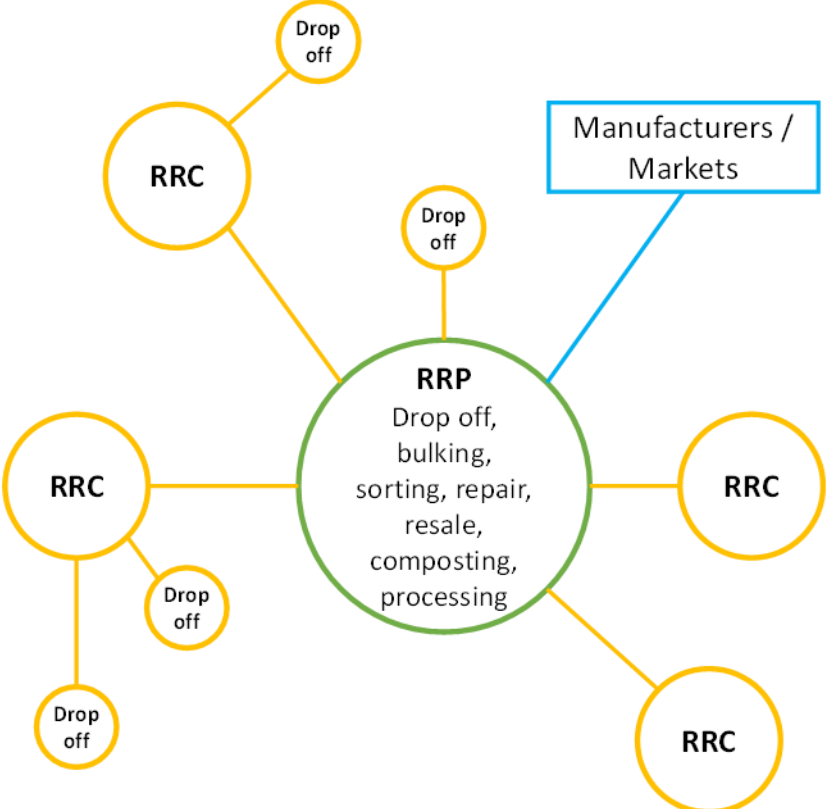 Drop
off
RRC
Manufacturers /
Markets
Drop
off
RRP
Drop off,
bulking,
sorting, repair,
resale,
composting,
processing
RRC
RRC
Drop
off
Drop
off
RRC